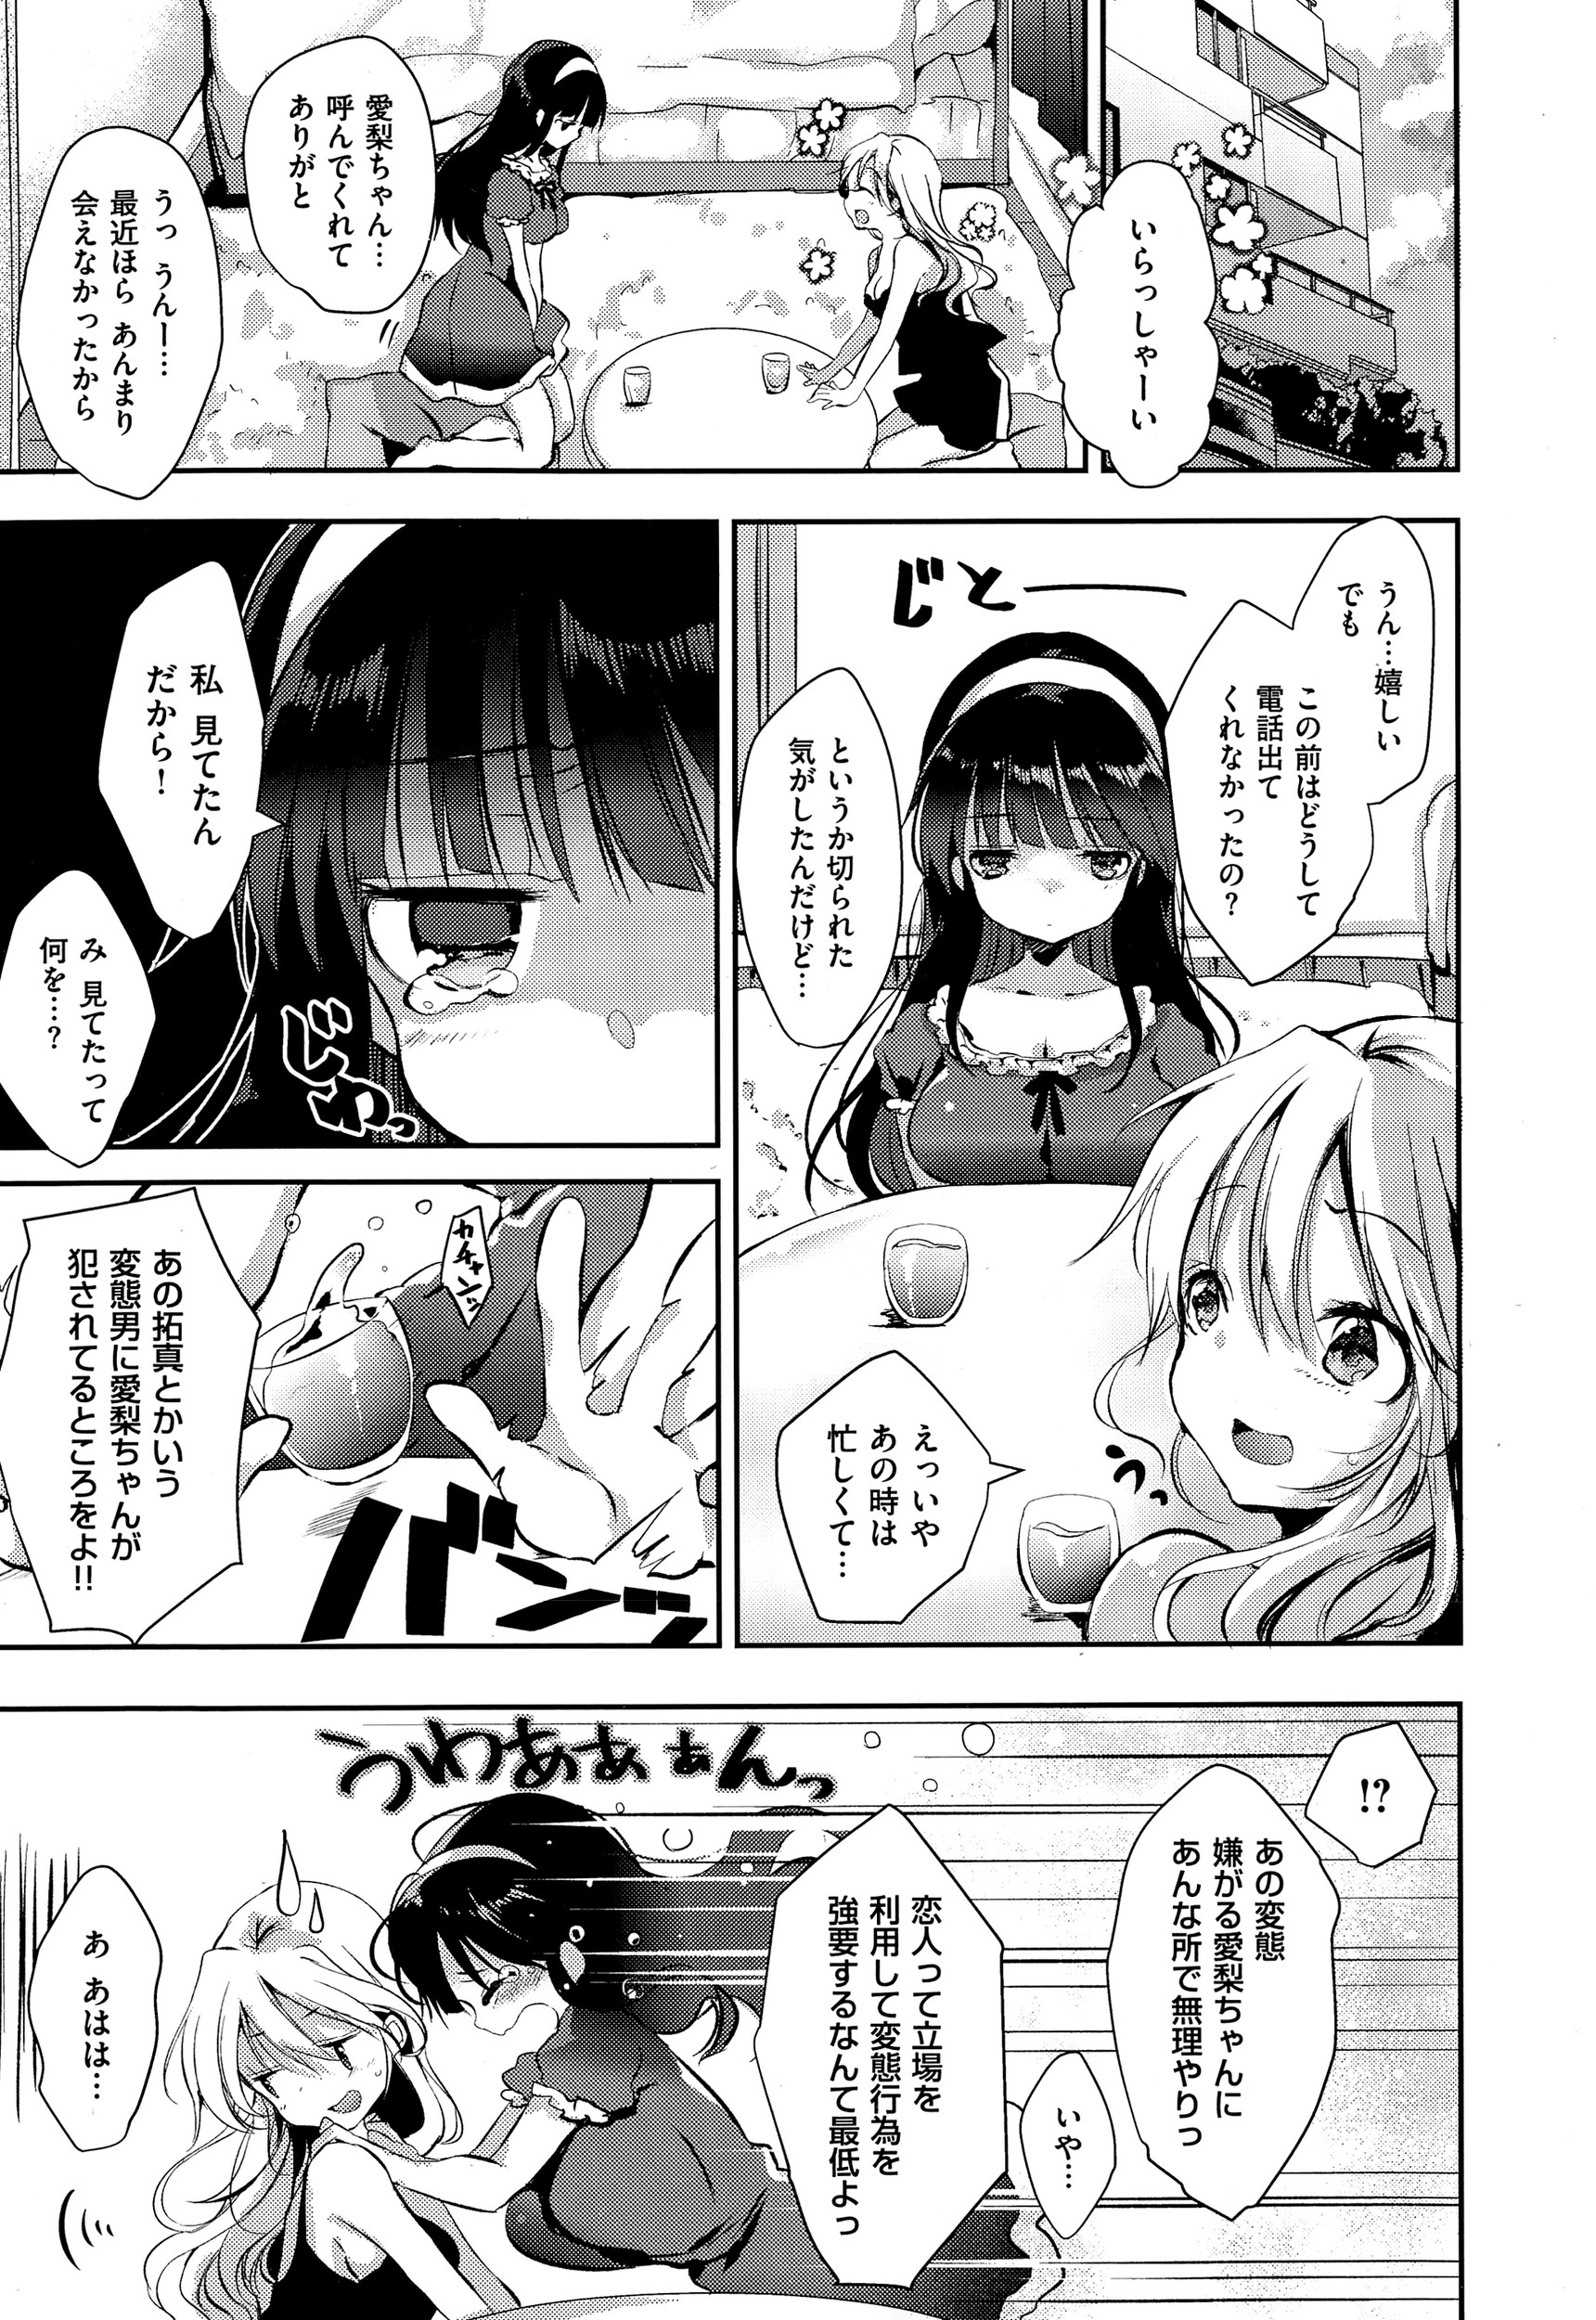 いらっしゃーい
愛梨ちゃん…
呼んでくれて
ありがと
うっ うんー…
最近ほら あんまり
会えなかったから
うん…嬉しい
でも
この前はどうして
電話出て
くれなかったの？
じとー
というか切られた
気がしたんだけど…
うっ
えっいや
あの時は
忙しくて…
私 見てたん
だから！
じわっ
み 見てたって
何を…？
ガチャンッ
あの拓真とかいう
変態男に愛梨ちゃんが
犯されてるところをよ!!
バンッ
!?
あの変態
嫌がる愛梨ちゃんに
あんな所で無理やりっ
いや…
恋人って立場を
利用して変態行為を
強要するなんて最低よっ
うわあああぁんっ
あ あはは…